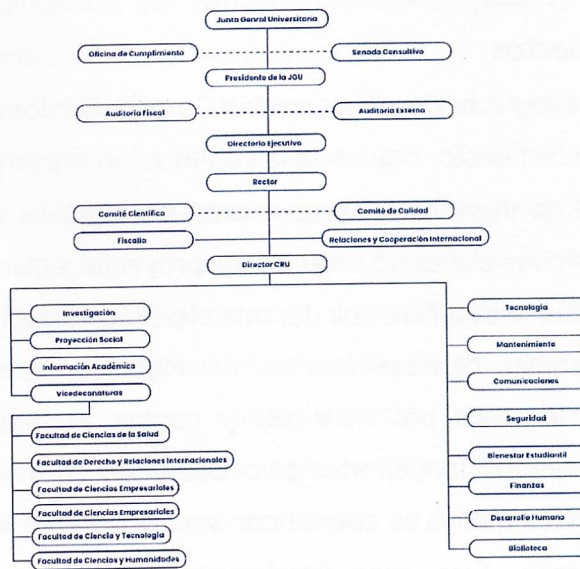 Junta Genral Universitaria
Oficina de Cumplimiento
Senado Consultivo
Presidente de la JGU
Auditoría Fiscal
Auditoría Externa
Directorio Ejecutivo
Rector
Comité Científica
Comité de Calidad
Fiscalía
Relaciones y Cooperación Internacional
Director CRU
Investigación
Proyección Social
Información Académica
Vicedecanaturas
Facultad de Ciencias de la Salud
Facultad de Derecho y Relaciones Internacionales
Facultad de Ciencias Empresariales
Facultad de Ciencias Empresariales
Facultad de Ciencia y Tecnología
Facultad de Ciencias y Humanidades
Tecnología
Mantenimiento
Comunicaciones
Seguridad
Bienestar Estudiantil
Finanzas
Desarrollo Humano
Biblioteca